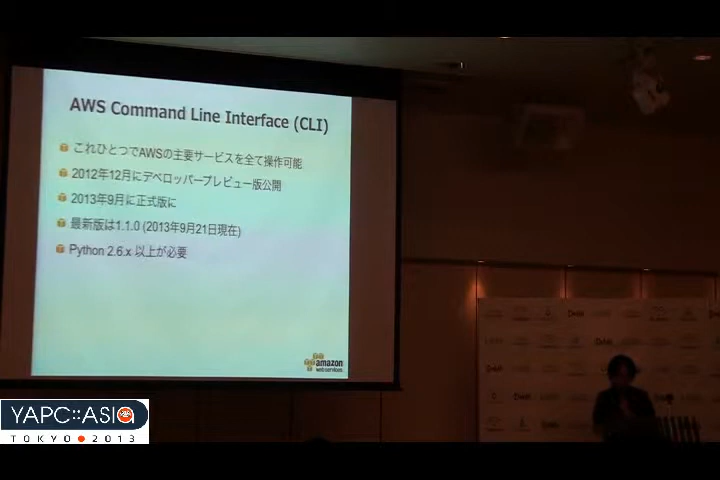 AWS Command Line Interface (CLI)
これひとつでAWSの主要サービスを全て操作可能
2012年12月にデベロッパープレビュー版公開
2013年9月に正式版に
最新版は1.1.0 (2013年9月21日現在)
Python 2.6.x 以上が必要
amazon
web services
YAPC::ASIA
TOKYO 2013